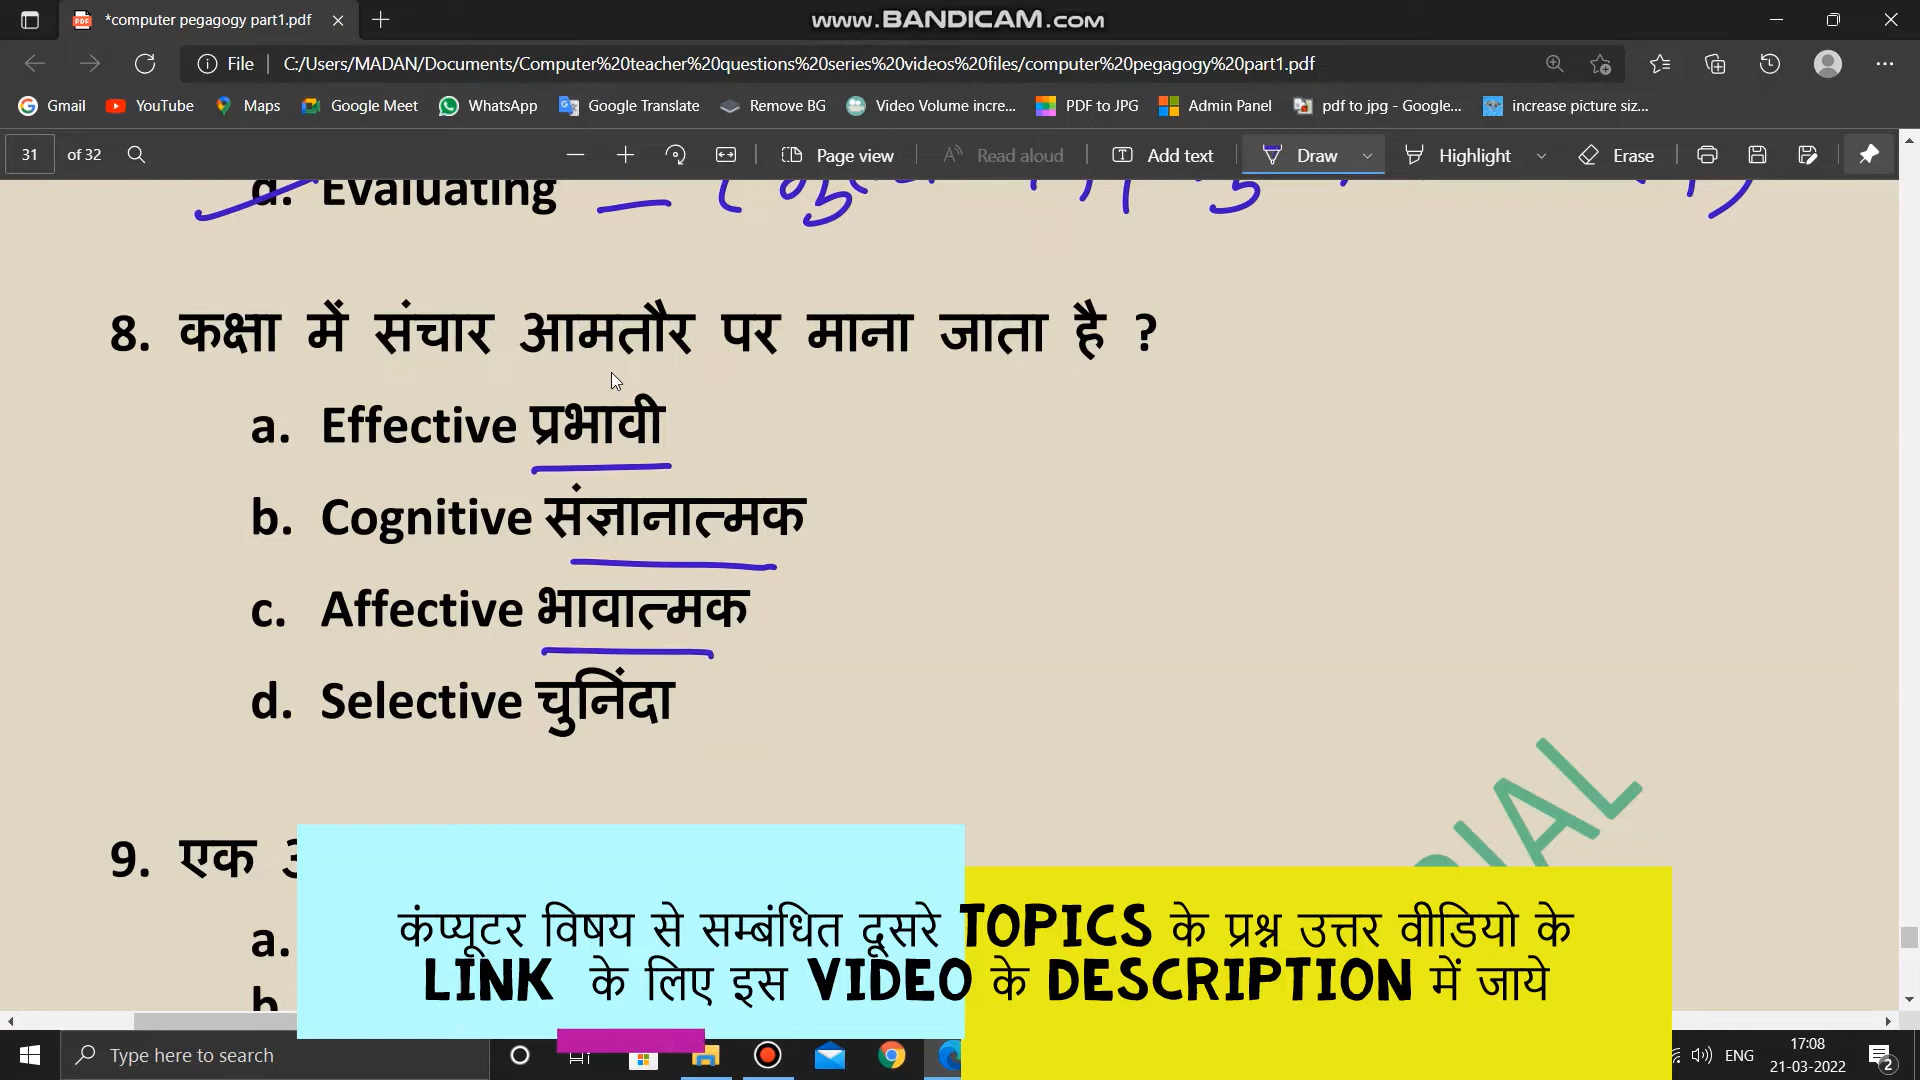 *computer pegagogy part1.pdf
www.BANDICAM.com
File
C:/Users/MADAN/Documents/Computer%20teacher%20questions%20series%20videos%20files/computer%20pegagogy%20part1.pdf
Gmail
YouTube
Maps
Google Meet
WhatsApp
Google Translate
Remove BG
Video Volume incre...
PDF to JPG
Admin Panel
pdf to jpg - Google...
increase picture siz...
31 of 32
Page view
Read aloud
Add text
Draw
Highlight
Erase
d. Evaluating
8. कक्षा में संचार आमतौर पर माना जाता है ?
a. Effective प्रभावी
b. Cognitive संज्ञानात्मक
c. Affective भावात्मक
d. Selective चुनिंदा
9. एक
a.
b
कंप्यूटर विषय से सम्बंधित दूसरे TOPICS के प्रश्न उत्तर वीडियो के
LINK के लिए इस VIDEO के DESCRIPTION में जाये
Type here to search
ENG
17:08
21-03-2022
2